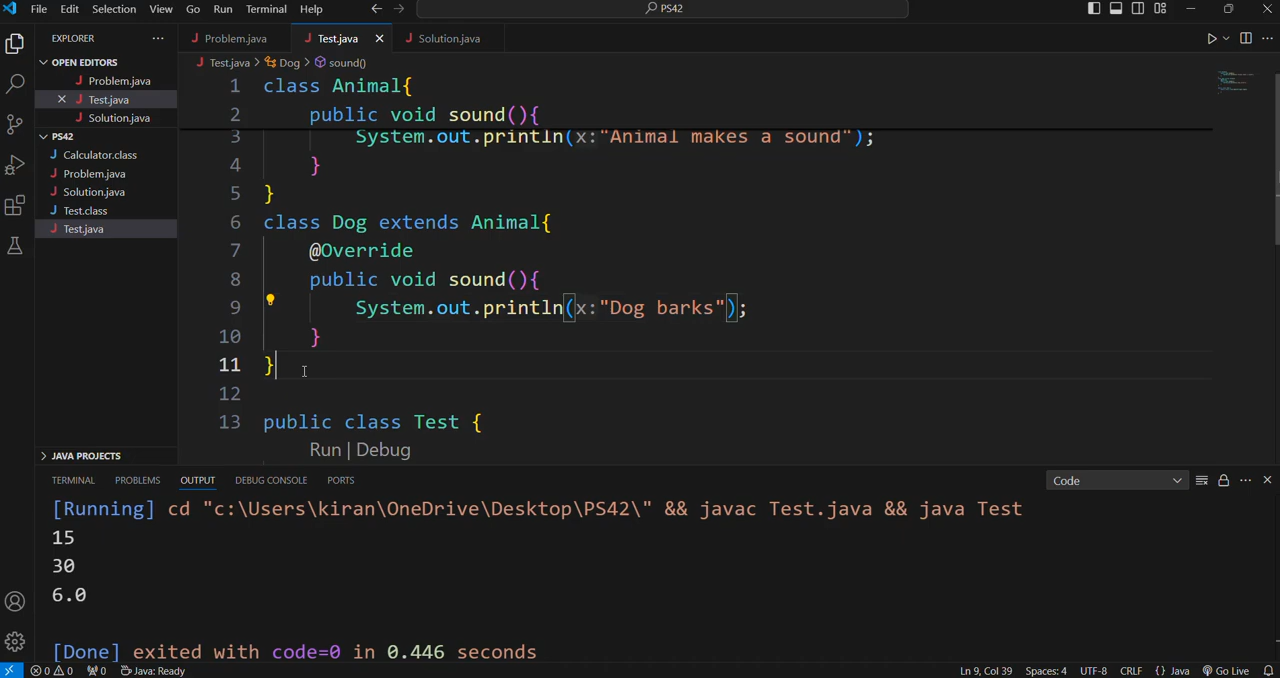 File Edit Selection View Go Run Terminal Help PS42
EXPLORER
OPEN EDITORS
J Problem.java
J Test.java
J Solution.java
PS42
J Calculator.class
J Problem.java
J Solution.java
J Test.class
J Test.java
JAVA PROJECTS
J Problem.java J Test.java J Solution.java
J Test.java > Dog > sound()
1 class Animal{
2 public void sound(){
3 System.out.println(x:"Animal makes a sound");
4 }
5 }
6 class Dog extends Animal{
7 @Override
8 public void sound(){
9 System.out.println(x:"Dog barks");
10 }
11 }
12
13 public class Test {
Run | Debug
TERMINAL PROBLEMS OUTPUT DEBUG CONSOLE PORTS Code
[Running] cd "c:\Users\kiran\OneDrive\Desktop\PS42\" && javac Test.java && java Test
15
30
6.0
[Done] exited with code=0 in 0.446 seconds
0 0 0 Java: Ready Ln 9, Col 39 Spaces: 4 UTF-8 CRLF {} Java Go Live